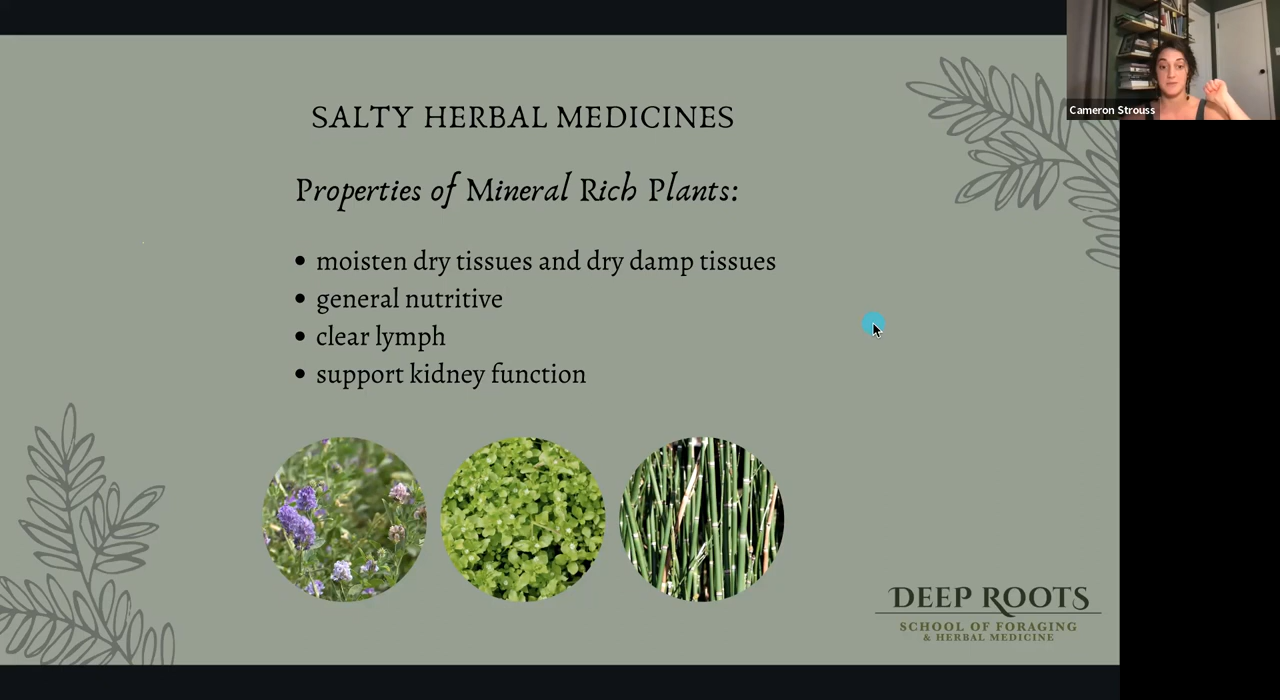 Cameron Strouss
SALTY HERBAL MEDICINES
Properties of Mineral Rich Plants:
• moisten dry tissues and dry damp tissues
• general nutritive
• clear lymph
• support kidney function
DEEP ROOTS
SCHOOL OF FORAGING
& HERBAL MEDICINE